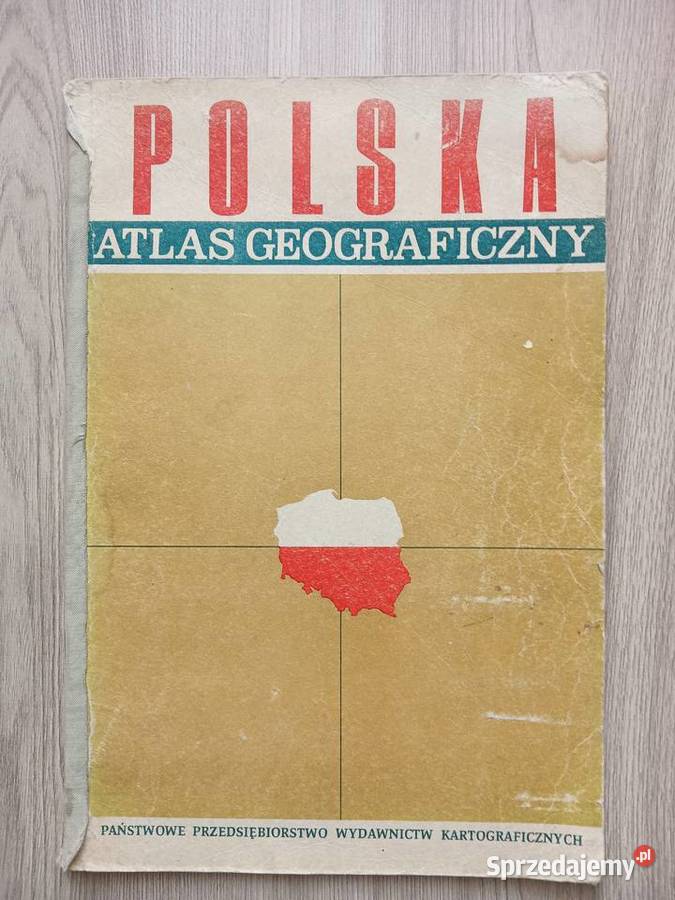 POLSKA
ATLAS GEOGRAFICZNY
PAŃSTWOWE PRZEDSIĘBIORSTWO WYDAWNICTW KARTOGRAFICZNYCH
Sprzedajemy.pl